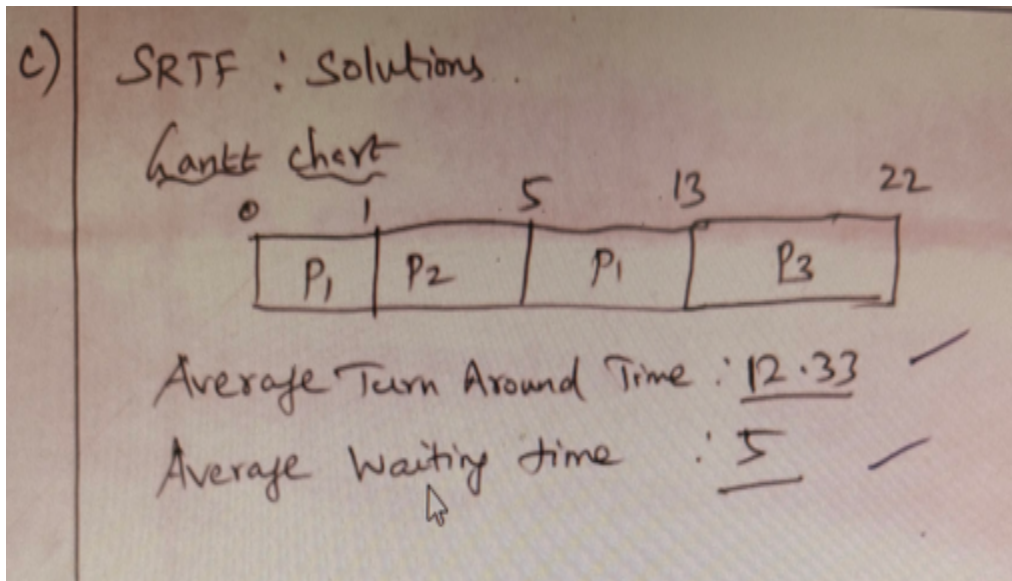 c) SRTF : Solutions.
Gantt chart
0 1 5 13 22
P1 P2 P1 P3
Average Turn Around Time : 12.33
Average Waiting time : 5